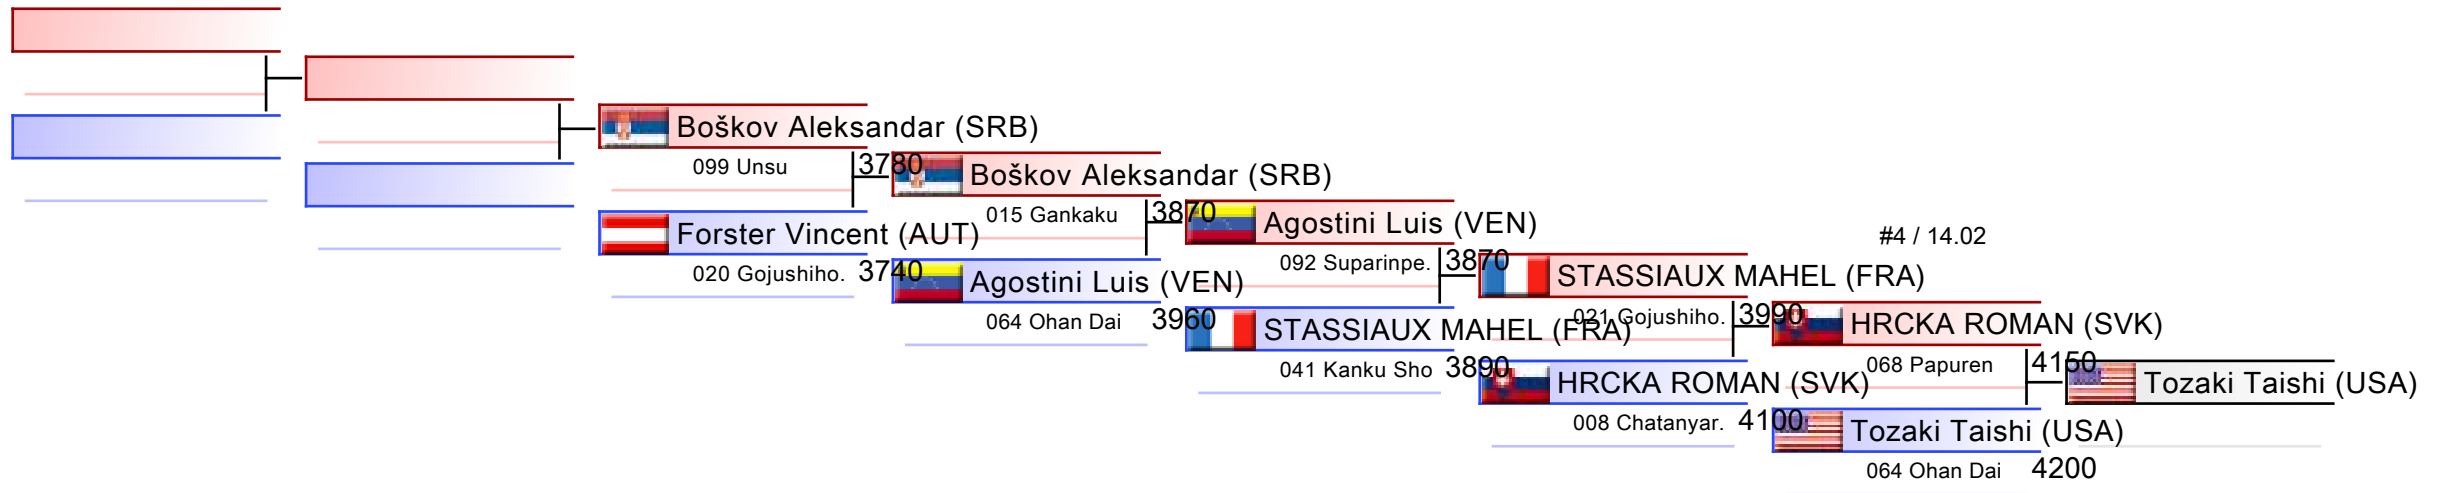 Boškov Aleksandar (SRB)
099 Unsu 3780
Forster Vincent (AUT)
020 Gojushiho. 3740
Boškov Aleksandar (SRB)
015 Gankaku 3870
Agostini Luis (VEN)
064 Ohan Dai 3960
Agostini Luis (VEN)
092 Suparinpe. 3870
STASSIAUX MAHEL (FRA)
041 Kanku Sho 3890
#4 / 14.02
STASSIAUX MAHEL (FRA)
021 Gojushiho. 3990
HRCKA ROMAN (SVK)
008 Chatanyar. 4100
HRCKA ROMAN (SVK)
068 Papuren 4150
Tozaki Taishi (USA)
064 Ohan Dai 4200
Tozaki Taishi (USA)